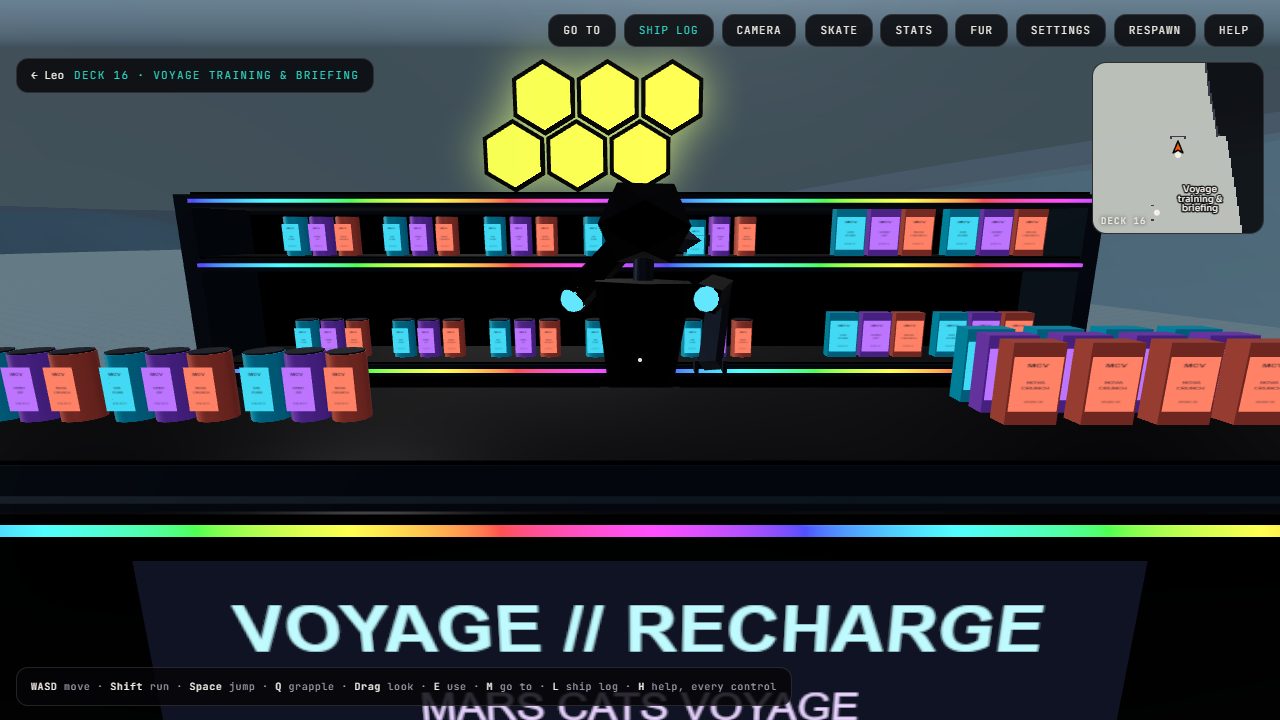 GO TO
SHIP LOG
CAMERA
SKATE
STATS
FUR
SETTINGS
RESPAWN
HELP
← Leo DECK 16 · VOYAGE TRAINING & BRIEFING
Voyage
training &
briefing
DECK 16
VOYAGE // RECHARGE
MARS CATS VOYAGE
WASD move · Shift run · Space jump · Q grapple · Drag look · E use · M go to · L ship log · H help, every control